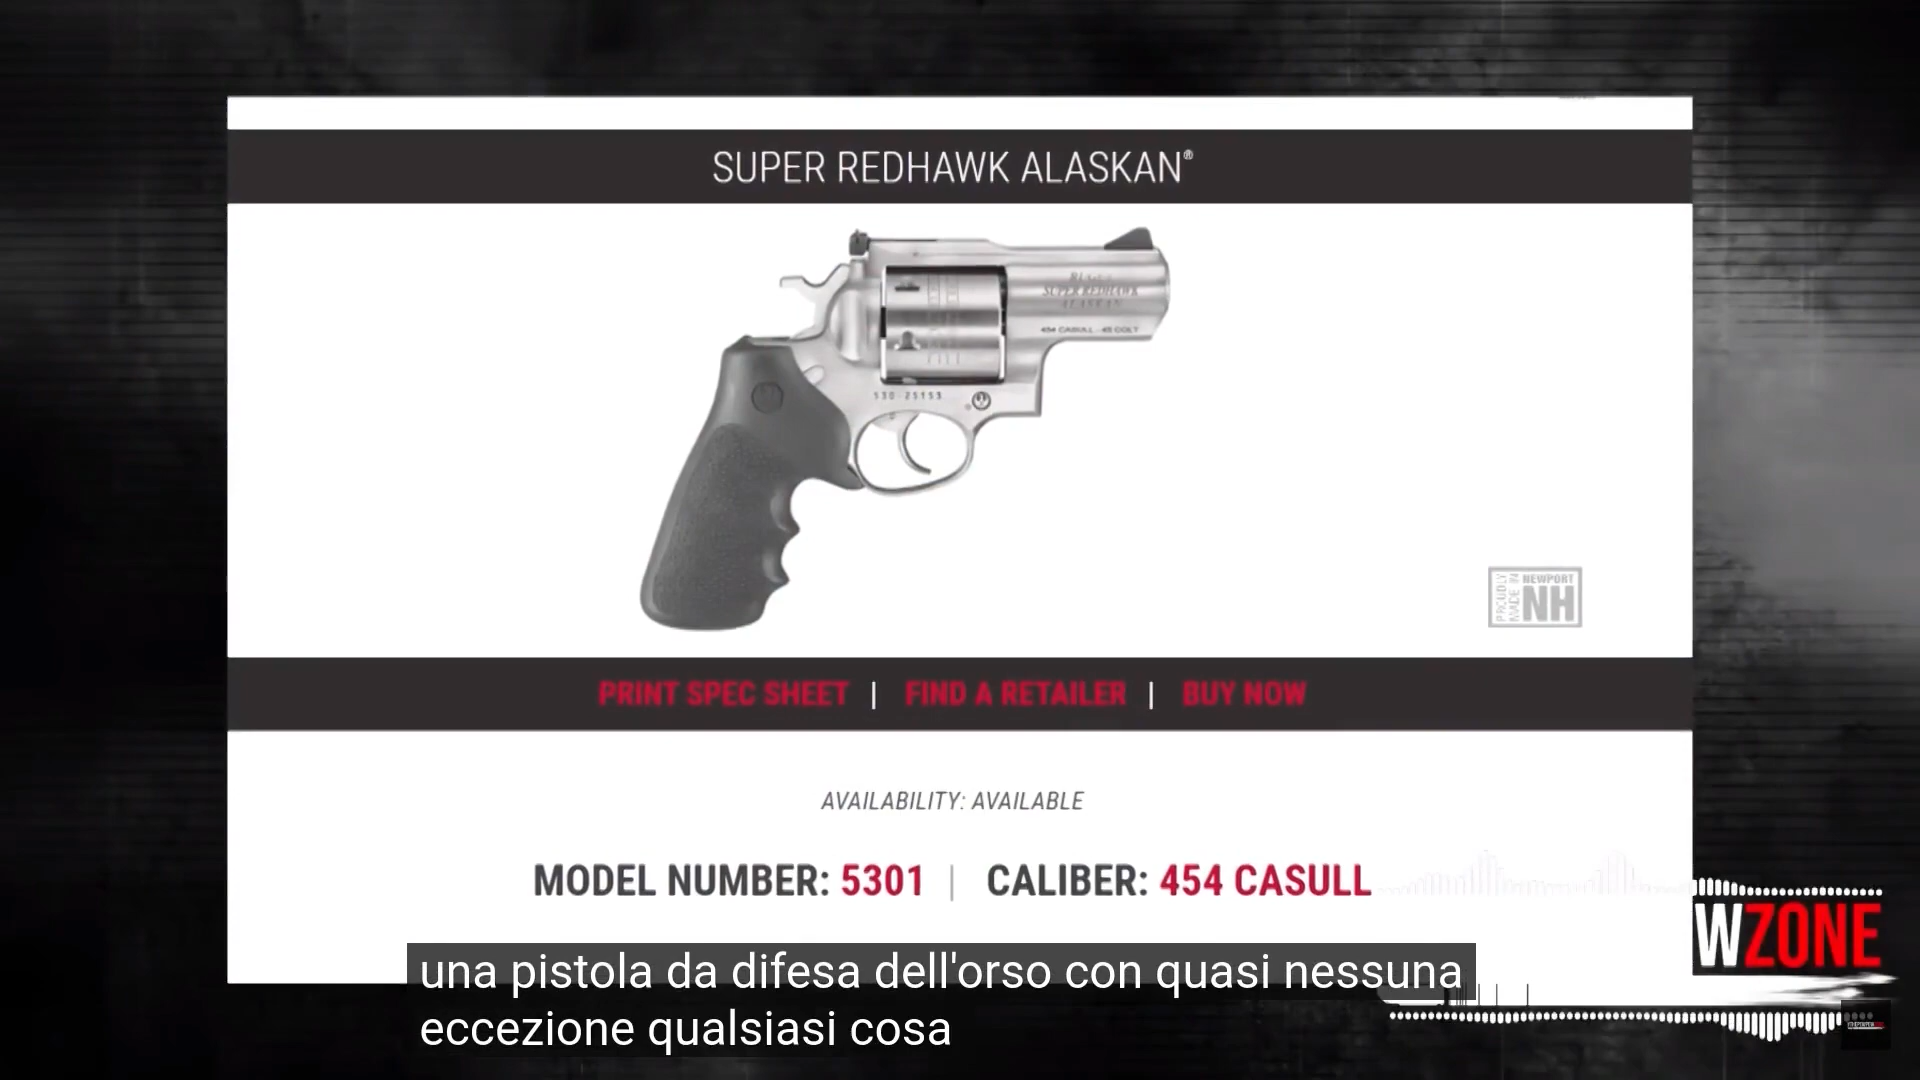 SUPER REDHAWK ALASKAN®
RUGER
SUPER REDHAWK
ALASKAN
454 CASULL - 45 COLT
530-25153
PROUDLY
MADE IN
NEWPORT
NH
PRINT SPEC SHEET | FIND A RETAILER | BUY NOW
AVAILABILITY: AVAILABLE
MODEL NUMBER: 5301 | CALIBER: 454 CASULL
WZONE
una pistola da difesa dell'orso con quasi nessuna
eccezione qualsiasi cosa